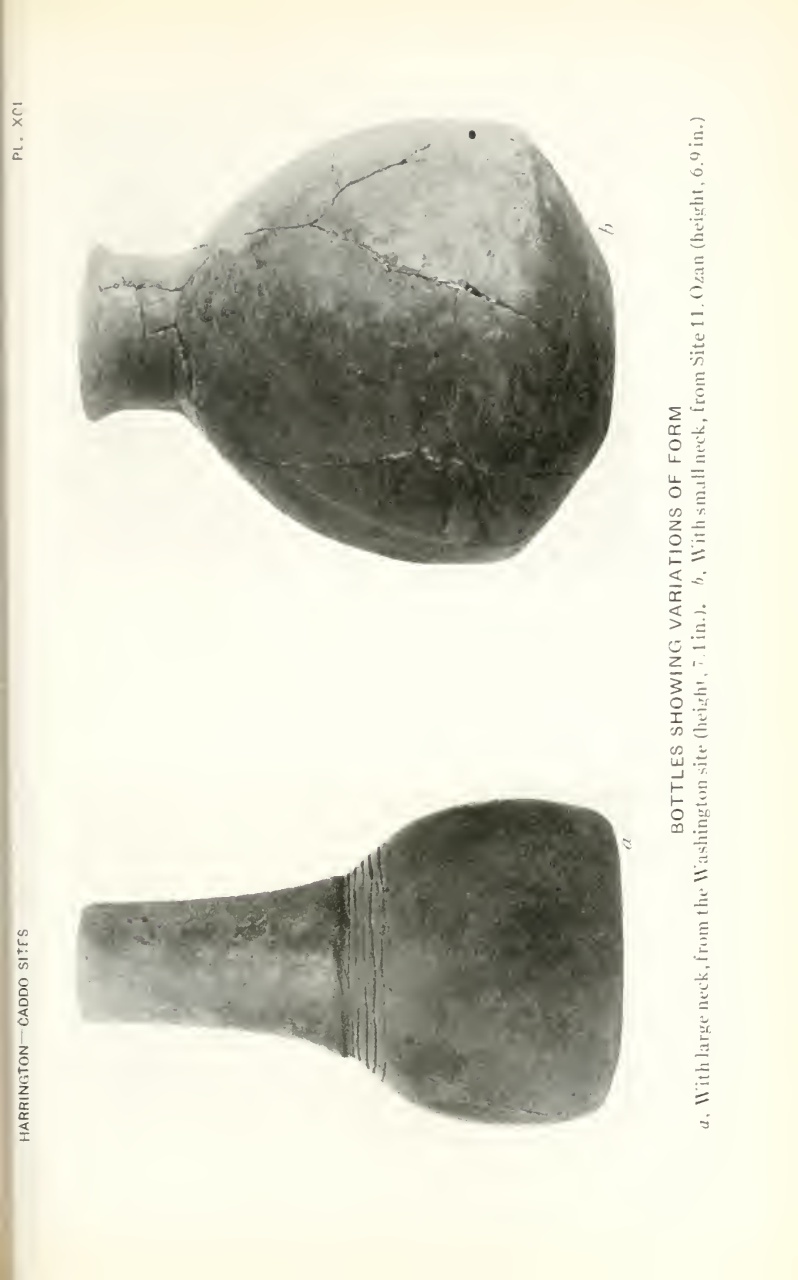 HARRINGTON—CADDO SITES
PL. XCI
a
b
BOTTLES SHOWING VARIATIONS OF FORM
a, With large neck, from the Washington site (height, 7.1 in.). b, With small neck, from Site 11, Ozan (height, 6.9 in.)